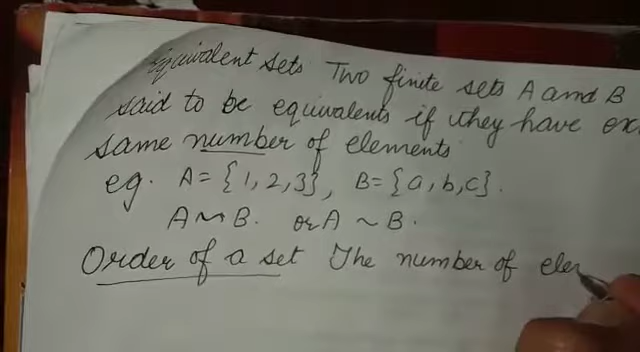 Equivalent sets Two finite sets A and B
said to be equivalents if they have ex
same number of elements
eg. A = {1, 2, 3}, B = {a, b, c}.
A ~ B. or A ~ B.
Order of a set The number of elem